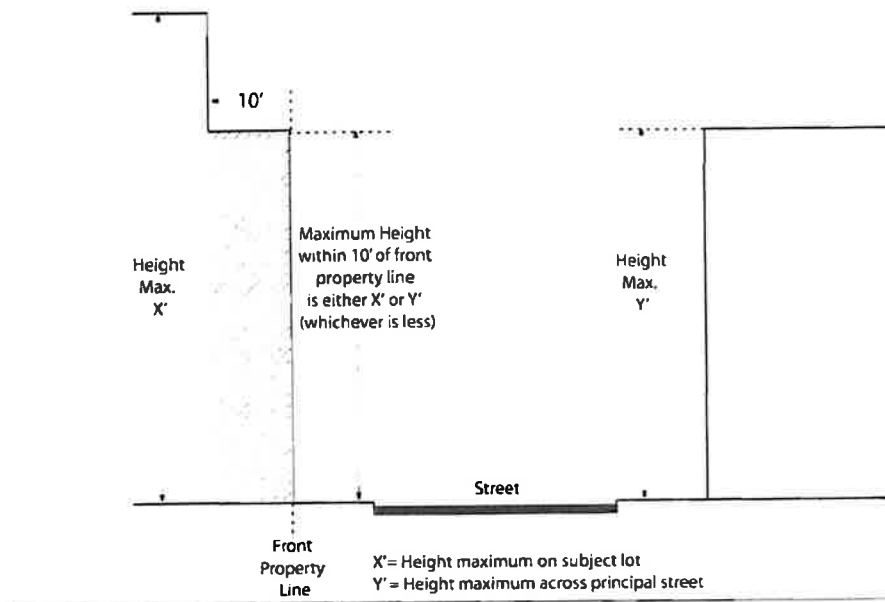 10'
Maximum Height
within 10' of front
property line
is either X' or Y'
(whichever is less)
Height
Max.
X'
Height
Max.
Y'
Street
Front
Property
Line
X'= Height maximum on subject lot
Y' = Height maximum across principal street